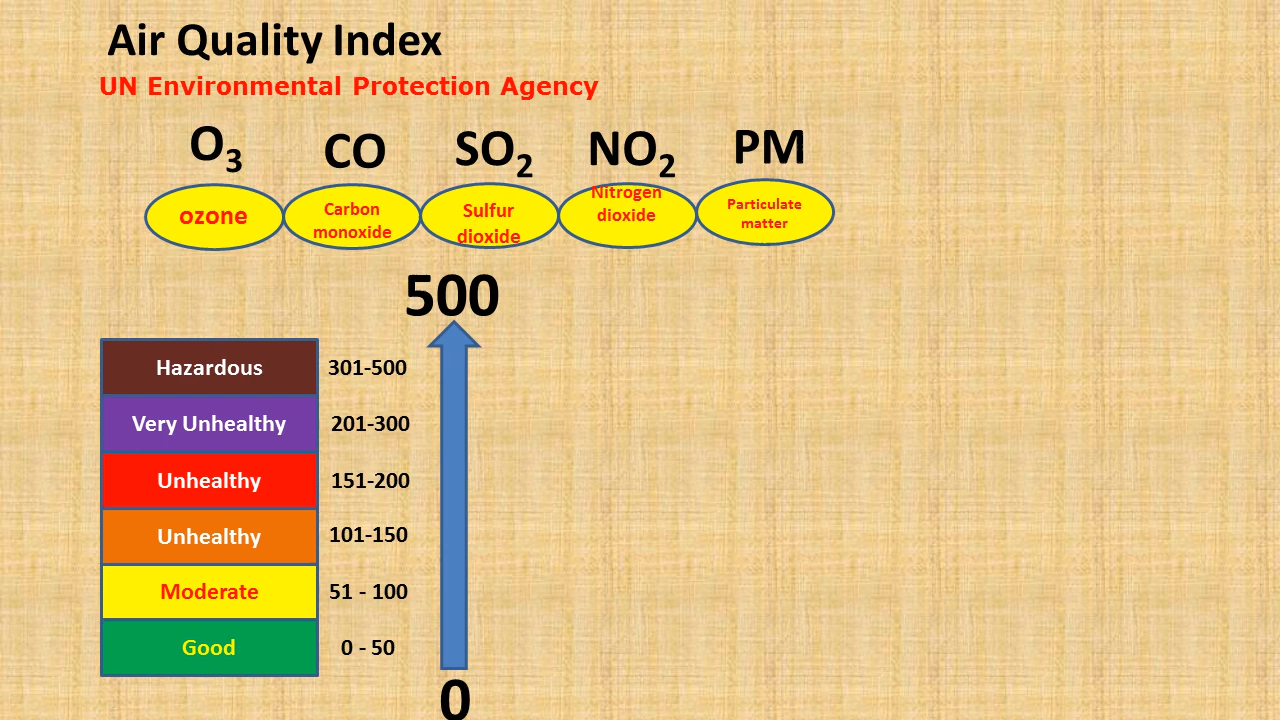 Air Quality Index
UN Environmental Protection Agency
O₃ CO SO₂ NO₂ PM
ozone
Carbon
monoxide
Sulfur
dioxide
Nitrogen
dioxide
Particulate
matter
500
Hazardous 301-500
Very Unhealthy 201-300
Unhealthy 151-200
Unhealthy 101-150
Moderate 51 - 100
Good 0 - 50
0